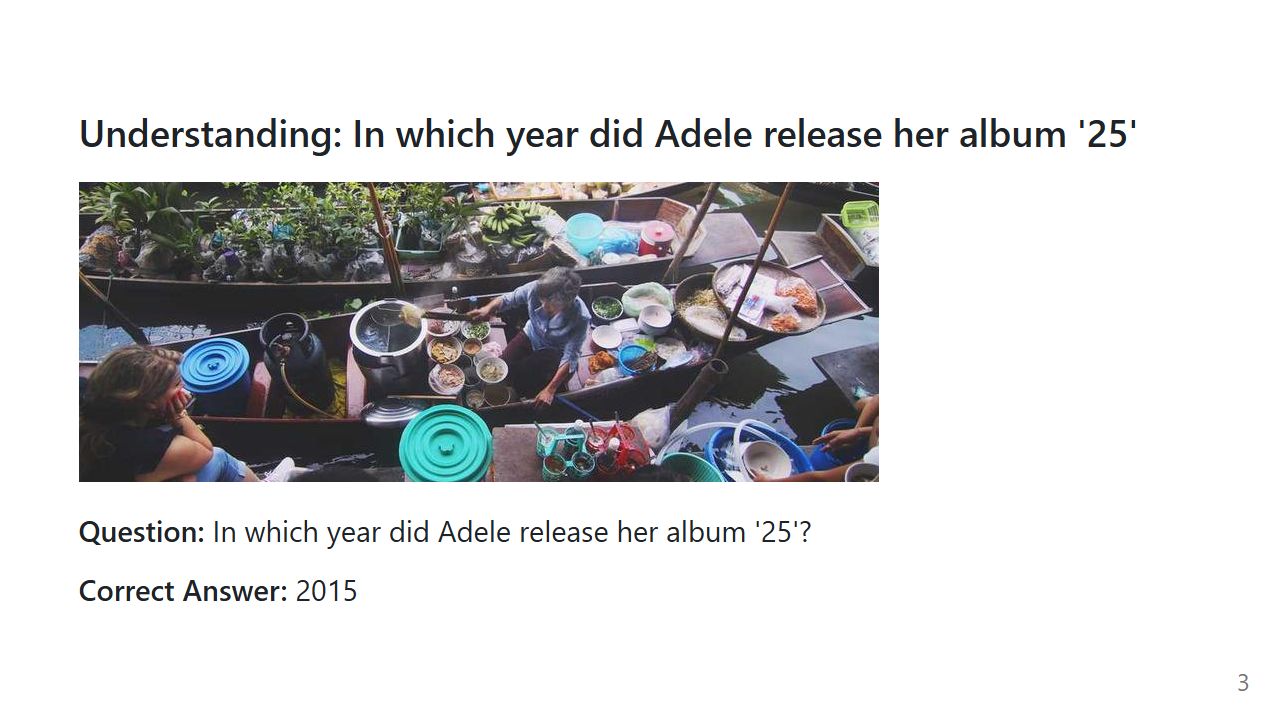 Understanding: In which year did Adele release her album '25'
Question: In which year did Adele release her album '25'?
Correct Answer: 2015
3